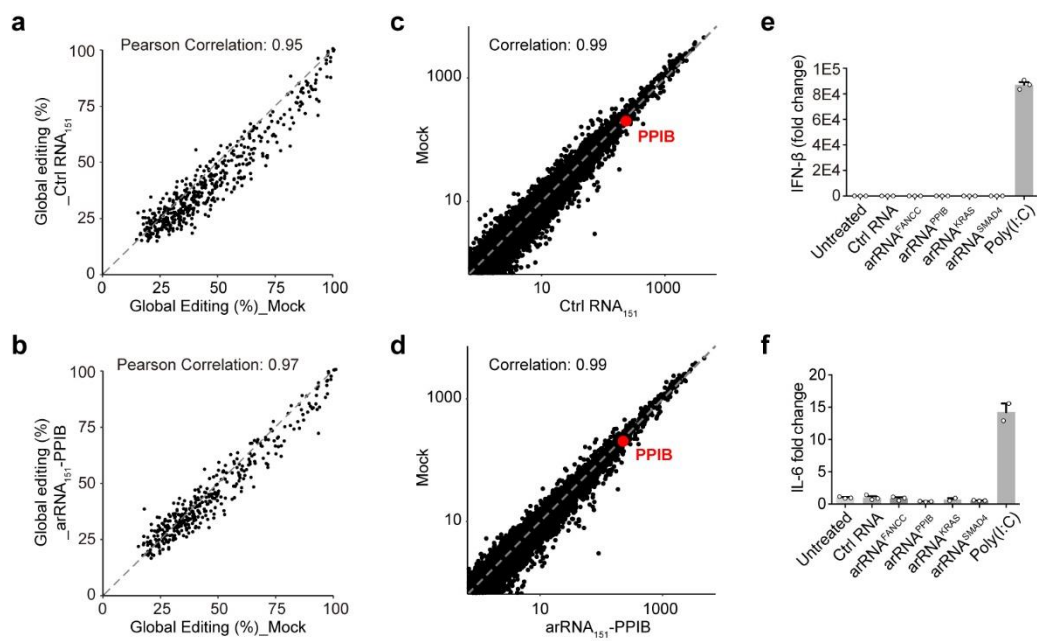 a
Pearson Correlation: 0.95
Global editing (%)
_Ctrl RNA151
100
75
50
25
0
0 25 50 75 100
Global Editing (%)_Mock
b
Pearson Correlation: 0.97
Global editing (%)
_arRNA151-PPIB
100
75
50
25
0
0 25 50 75 100
Global Editing (%)_Mock
c
Correlation: 0.99
Mock
1000
10
PPIB
10 1000
Ctrl RNA151
d
Correlation: 0.99
Mock
1000
10
PPIB
10 1000
arRNA151-PPIB
e
IFN-β (fold change)
1E5
8E4
6E4
4E4
2E4
0
Untreated
Ctrl RNA
arRNAFANCC
arRNAPPIB
arRNAKRAS
arRNASMAD4
Poly(I:C)
f
IL-6 fold change
20
15
10
5
0
Untreated
Ctrl RNA
arRNAFANCC
arRNAPPIB
arRNAKRAS
arRNASMAD4
Poly(I:C)